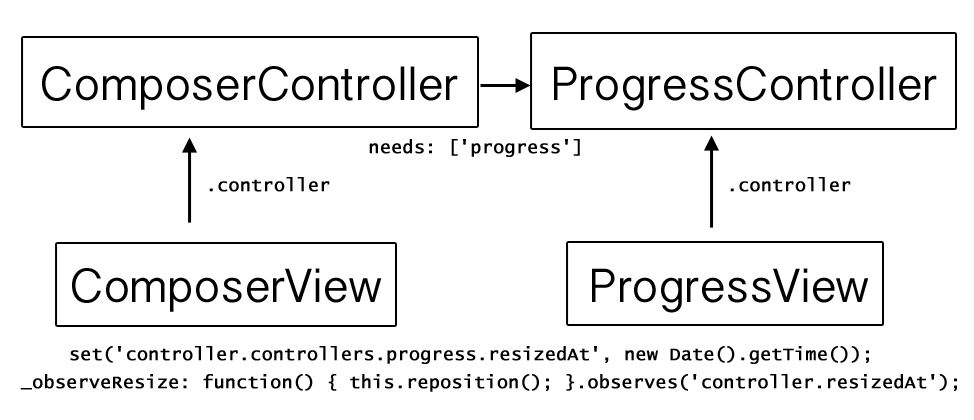 ComposerController
ProgressController
needs: ['progress']
.controller
.controller
ComposerView
ProgressView
set('controller.controllers.progress.resizedAt', new Date().getTime());
_observeResize: function() { this.reposition(); }.observes('controller.resizedAt');